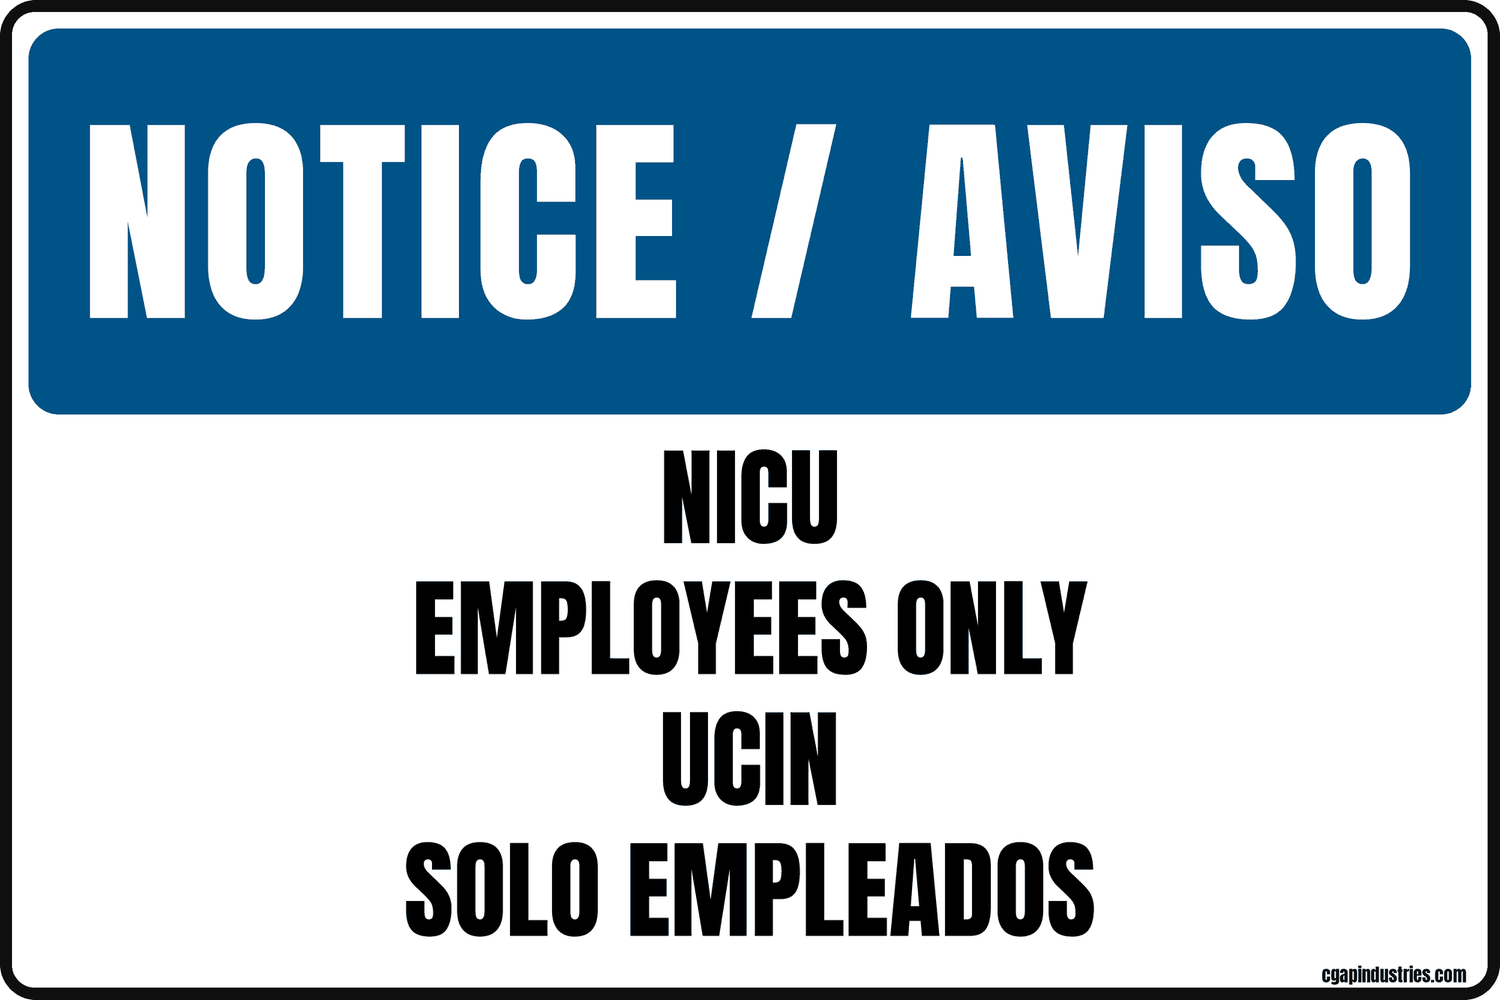 NOTICE / AVISO
NICU
EMPLOYEES ONLY
UCIN
SOLO EMPLEADOS
cgapindustries.com